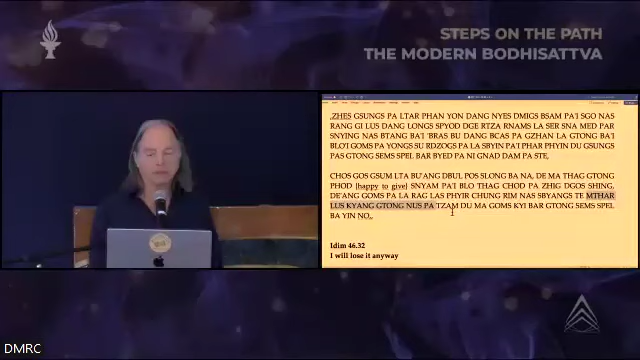 STEPS ON THE PATH
THE MODERN BODHISATTVA
,ZHES GSUNGS PA LTAR PHAN YON DANG NYES DMIGS BSAM PA'I SGO NAS
RANG GI LUS DANG LONGS SPYOD DGE RTZA RNAMS LA SER SNA MED PAR
SNYING NAS BTANG BA'I 'BRAS BU DANG BCAS PA GZHAN LA GTONG BA'I
BLO'I GOMS PA YONGS SU RDZOGS PA LA SBYIN PA'I PHAR PHYIN DU GSUNGS
PAS GTONG SEMS SPEL BAR BYED PA NI GNAD DAM PA STE,
CHOS GOS GSUM LTA BU'ANG DBUL POS SLONG BA NA, DE MA THAG GTONG
PHOD [happy to give] SNYAM PA'I BLO THAG CHOD PA ZHIG DGOS SHING,
DE'ANG GOMS PA LA RAG LAS PHYIR CHUNG RIM NAS SBYANGS TE MTHAR
LUS KYANG GTONG NUS PA TZAM DU MA GOMS KYI BAR GTONG SEMS SPEL
BA YIN NO,,
Idim 46.32
I will lose it anyway
DMRC